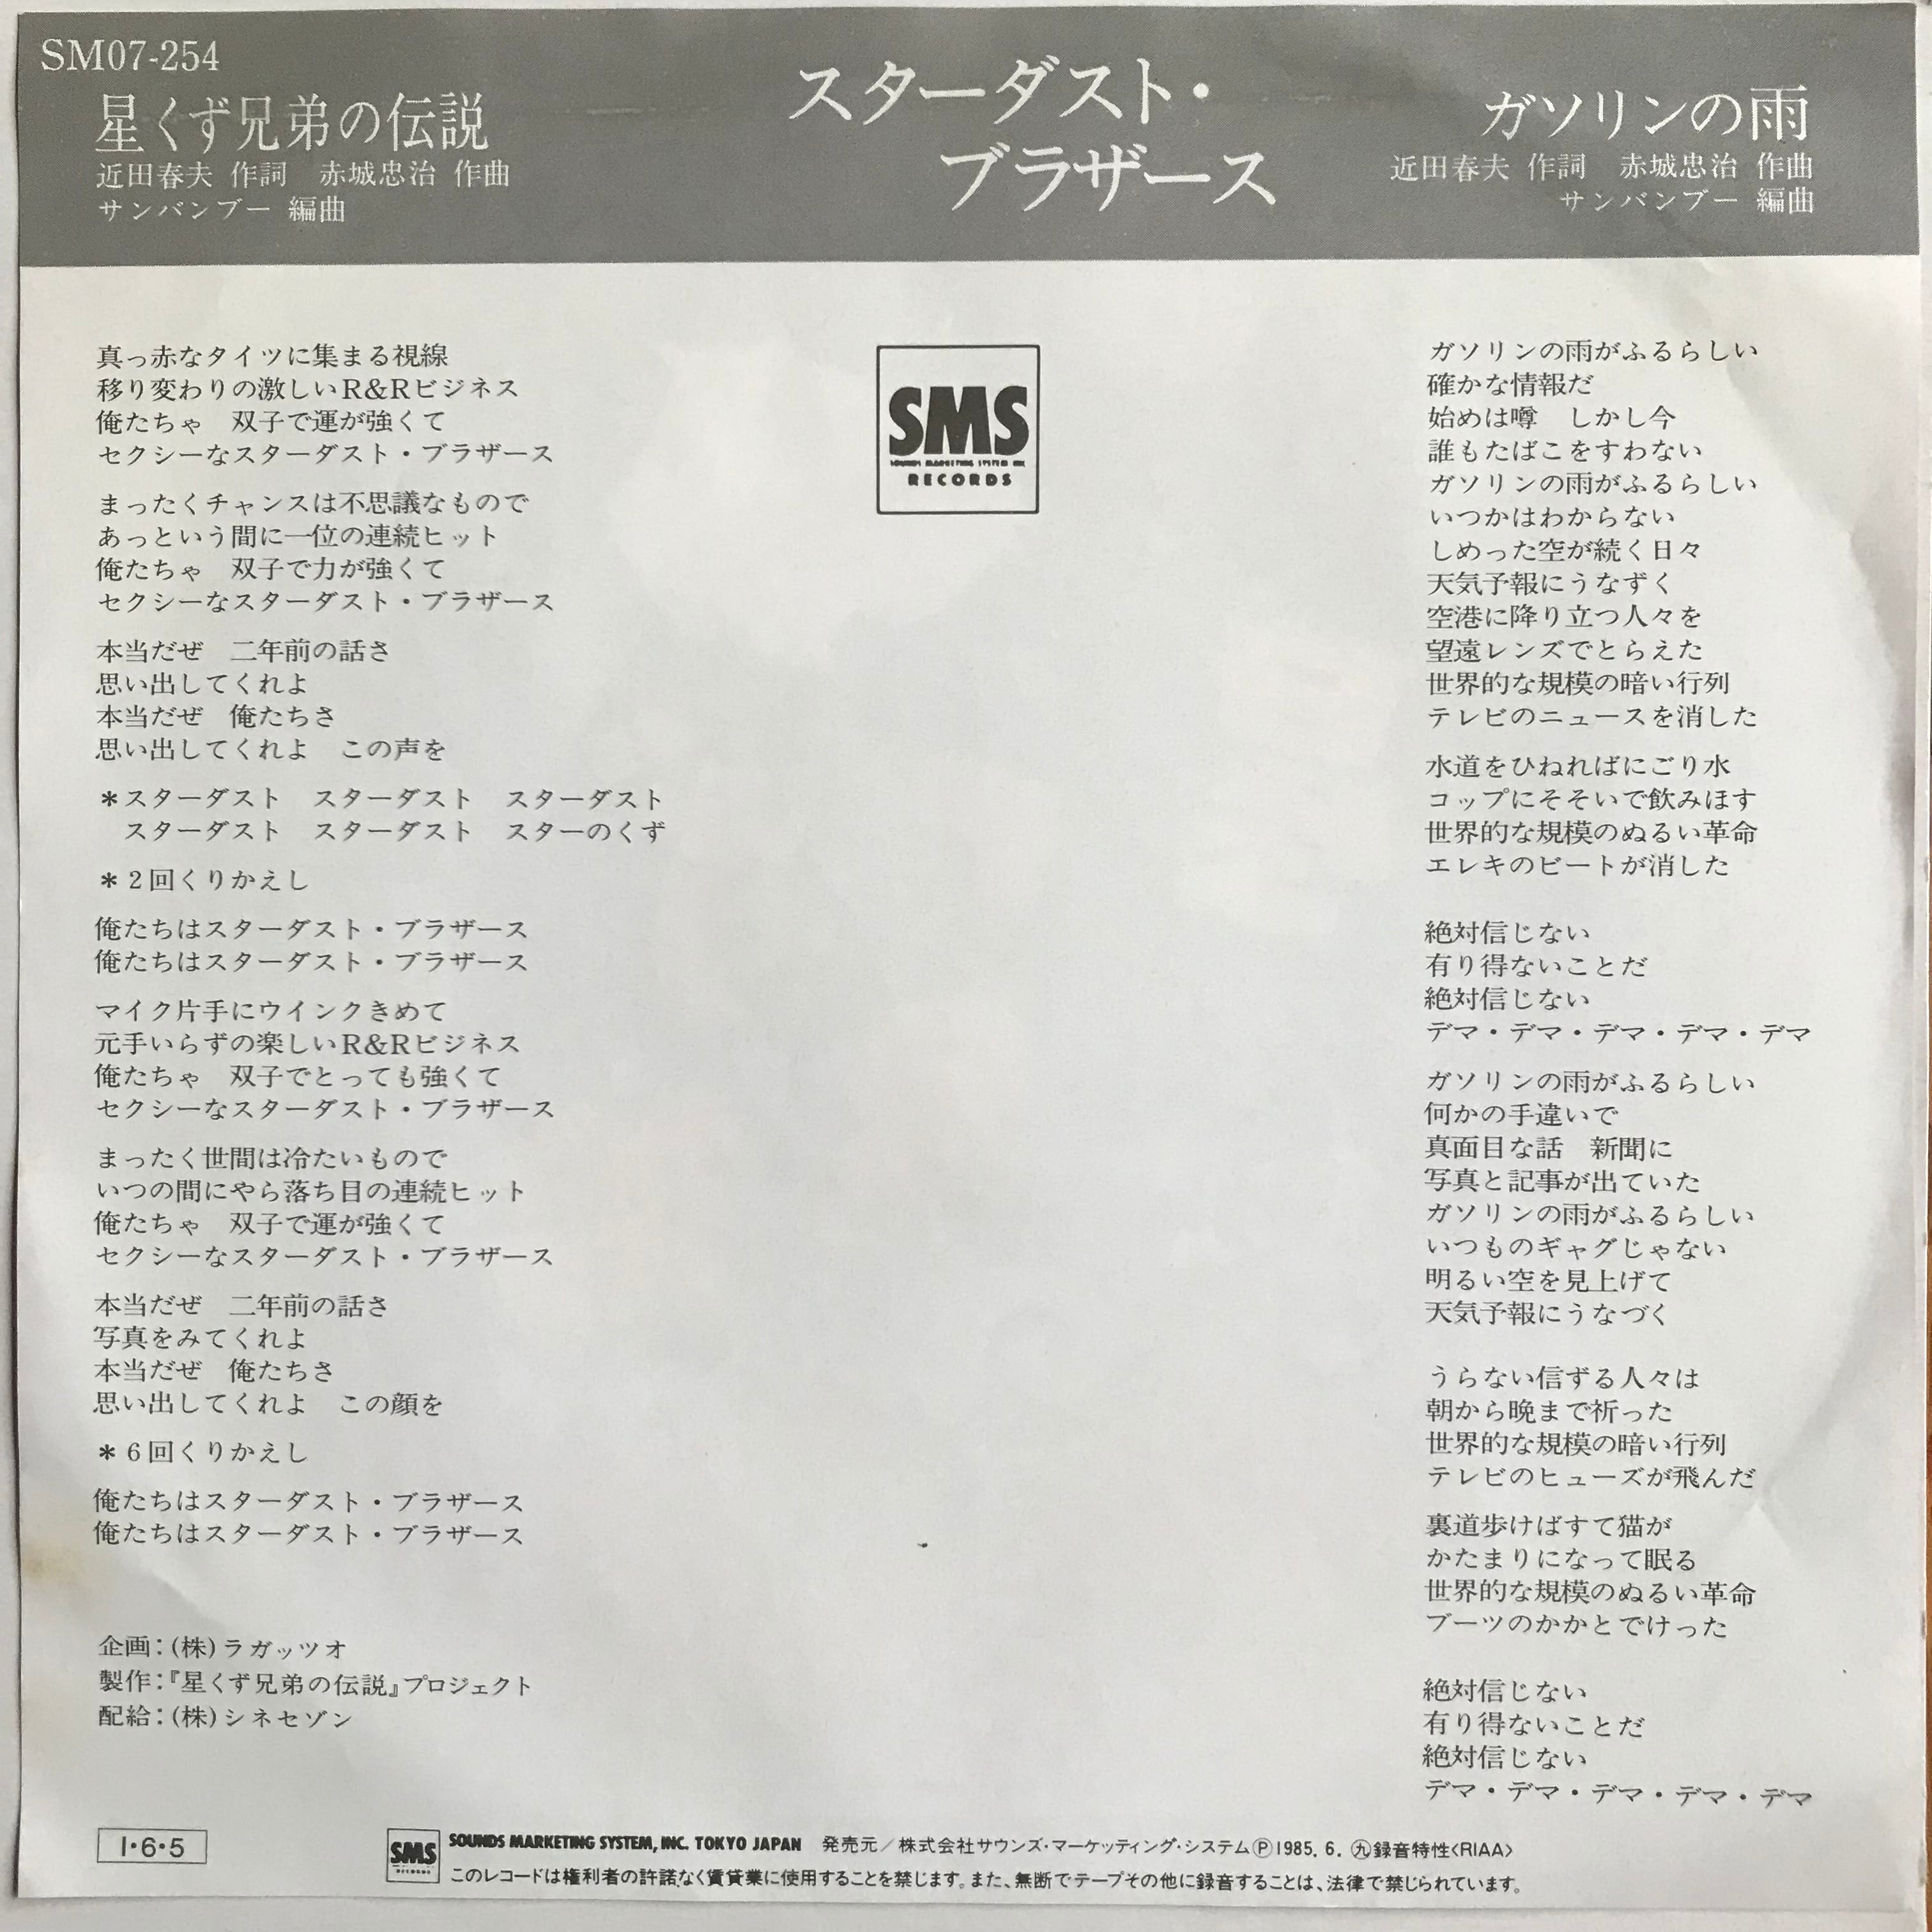 SM07-254
星くず兄弟の伝説
近田春夫 作詞　赤城忠治 作曲
サンバンブー 編曲
スターダスト・
ブラザース
ガソリンの雨
近田春夫 作詞　赤城忠治 作曲
サンバンブー 編曲
真っ赤なタイツに集まる視線
移り変わりの激しいR&Rビジネス
俺たちゃ　双子で運が強くて
セクシーなスターダスト・ブラザース
まったくチャンスは不思議なもので
あっという間に一位の連続ヒット
俺たちゃ　双子で力が強くて
セクシーなスターダスト・ブラザース
本当だぜ　二年前の話さ
思い出してくれよ
本当だぜ　俺たちさ
思い出してくれよ　この声を
＊スターダスト　スターダスト　スターダスト
スターダスト　スターダスト　スターのくず
＊2回くりかえし
俺たちはスターダスト・ブラザース
俺たちはスターダスト・ブラザース
マイク片手にウインクきめて
元手いらずの楽しいR&Rビジネス
俺たちゃ　双子でとっても強くて
セクシーなスターダスト・ブラザース
まったく世間は冷たいもので
いつの間にやら落ち目の連続ヒット
俺たちゃ　双子で運が強くて
セクシーなスターダスト・ブラザース
本当だぜ　二年前の話さ
写真をみてくれよ
本当だぜ　俺たちさ
思い出してくれよ　この顔を
＊6回くりかえし
俺たちはスターダスト・ブラザース
俺たちはスターダスト・ブラザース
企画：(株)ラガッツオ
製作：『星くず兄弟の伝説』プロジェクト
配給：(株)シネセゾン
SMS
SOUNDS MARKETING SYSTEM INC.
RECORDS
ガソリンの雨がふるらしい
確かな情報だ
始めは噂　しかし今
誰もたばこをすわない
ガソリンの雨がふるらしい
いつかはわからない
しめった空が続く日々
天気予報にうなずく
空港に降り立つ人々を
望遠レンズでとらえた
世界的な規模の暗い行列
テレビのニュースを消した
水道をひねればにごり水
コップにそそいで飲みほす
世界的な規模のぬるい革命
エレキのビートが消した
絶対信じない
有り得ないことだ
絶対信じない
デマ・デマ・デマ・デマ・デマ
ガソリンの雨がふるらしい
何かの手違いで
真面目な話　新聞に
写真と記事が出ていた
ガソリンの雨がふるらしい
いつものギャグじゃない
明るい空を見上げて
天気予報にうなづく
うらない信ずる人々は
朝から晩まで祈った
世界的な規模の暗い行列
テレビのヒューズが飛んだ
裏道歩けばすて猫が
かたまりになって眠る
世界的な規模のぬるい革命
ブーツのかかとでけった
絶対信じない
有り得ないことだ
絶対信じない
デマ・デマ・デマ・デマ・デマ
I・6・5
SMS
RECORDS
SOUNDS MARKETING SYSTEM, INC. TOKYO JAPAN　発売元／株式会社サウンズ・マーケッティング・システムⓅ1985. 6. ㊈録音特性〈RIAA〉
このレコードは権利者の許諾なく賃貸業に使用することを禁じます。また、無断でテープその他に録音することは、法律で禁じられています。